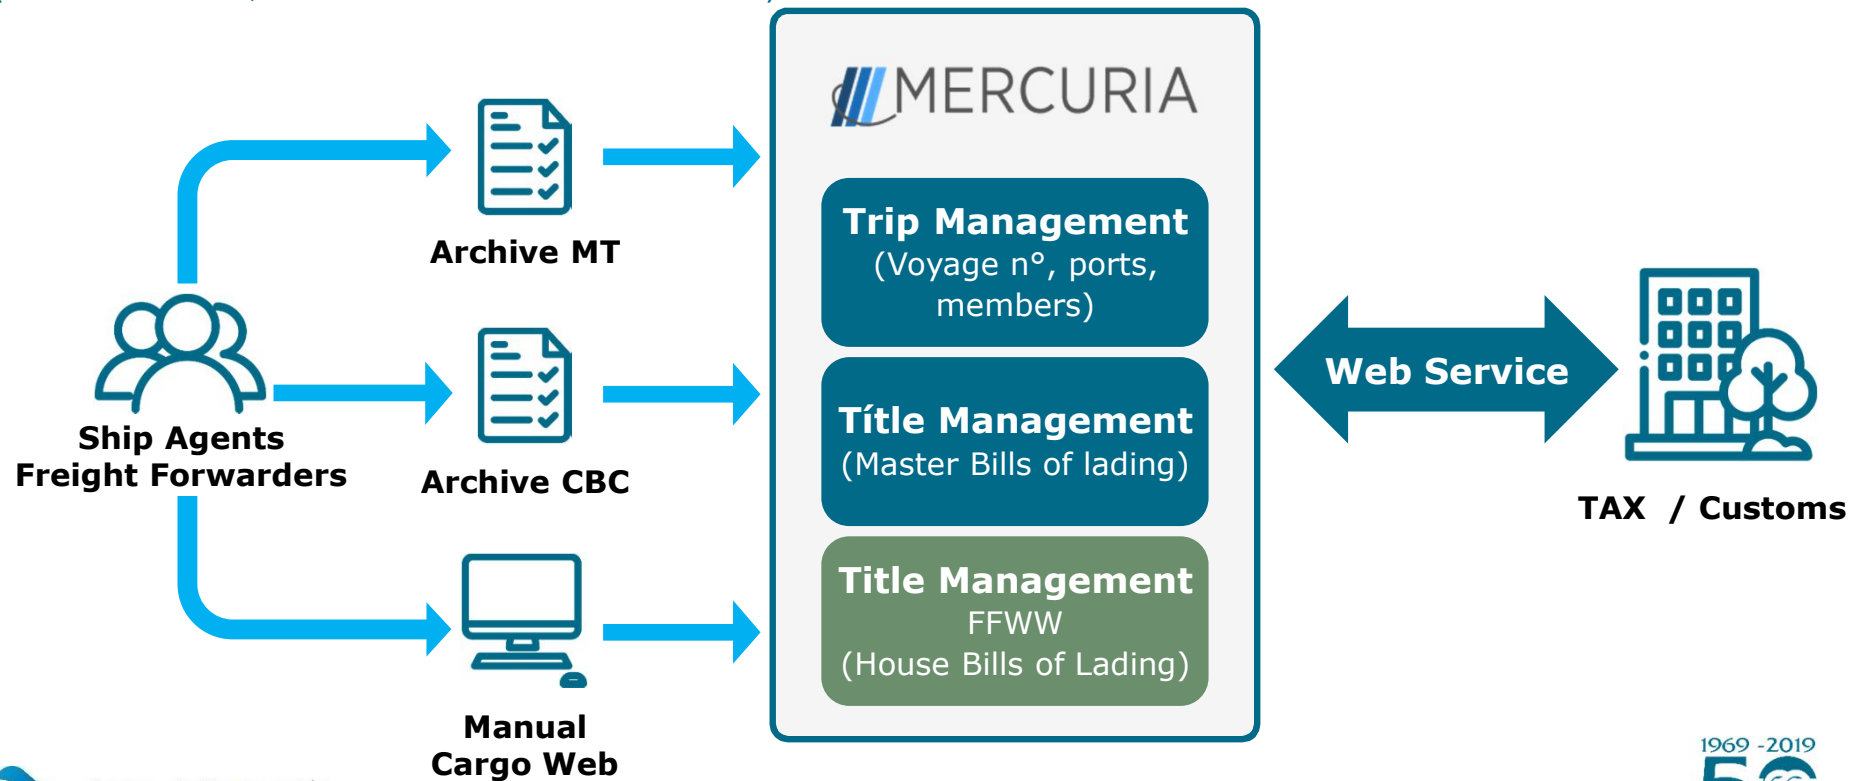 MERCURIA
Archive MT
Trip Management
(Voyage n°, ports,
members)
Ship Agents
Freight Forwarders
Archive CBC
Títle Management
(Master Bills of lading)
Web Service
TAX / Customs
Title Management
FFWW
(House Bills of Lading)
Manual
Cargo Web
1969 -2019